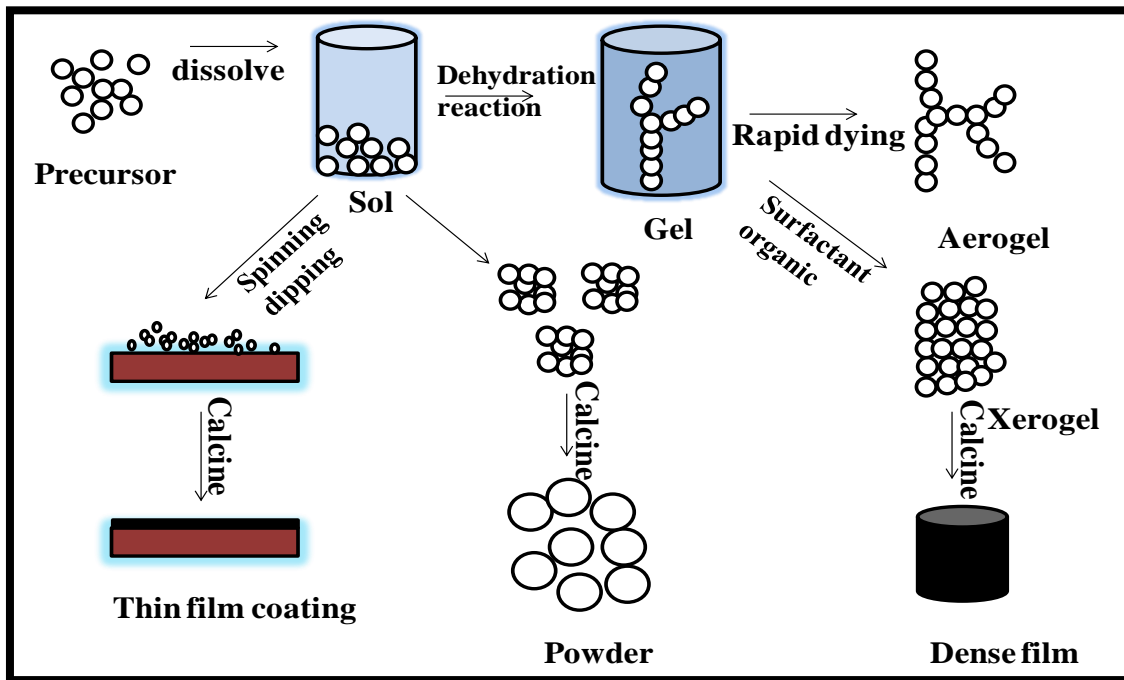 Precursor
dissolve
Sol
Dehydration
reaction
Gel
Rapid dying
Aerogel
Spinning
dipping
Surfactant
organic
Xerogel
Calcine
Calcine
Calcine
Thin film coating
Powder
Dense film